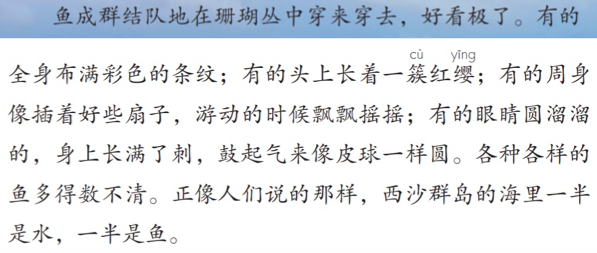 鱼成群结队地在珊瑚丛中穿来穿去，好看极了。有的
cù yīng
全身布满彩色的条纹；有的头上长着一簇红缨；有的周身
像插着好些扇子，游动的时候飘飘摇摇；有的眼睛圆溜溜
的，身上长满了刺，鼓起气来像皮球一样圆。各种各样的
鱼多得数不清。正像人们说的那样，西沙群岛的海里一半
是水，一半是鱼。